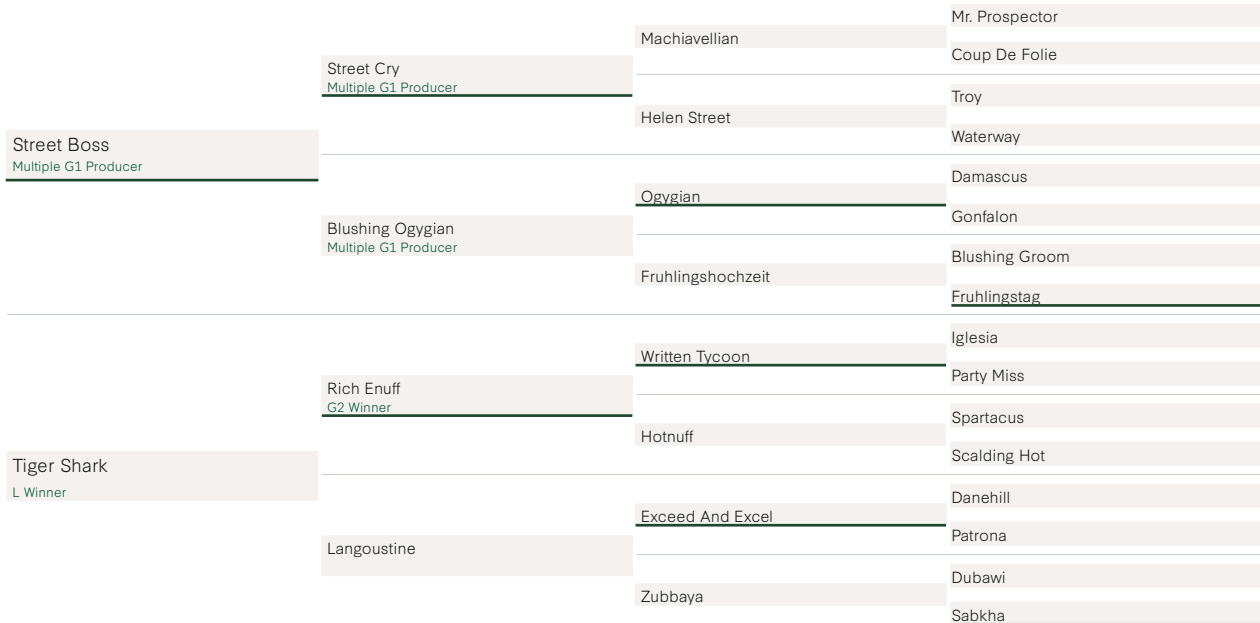 Street Boss
Multiple G1 Producer
Street Cry
Multiple G1 Producer
Machiavellian
Mr. Prospector
Coup De Folie
Helen Street
Troy
Waterway
Blushing Ogygian
Multiple G1 Producer
Ogygian
Damascus
Gonfalon
Fruhlingshochzeit
Blushing Groom
Fruhlingstag
Tiger Shark
L Winner
Rich Enuff
G2 Winner
Written Tycoon
Iglesia
Party Miss
Hotnuff
Spartacus
Scalding Hot
Langoustine
Exceed And Excel
Danehill
Patrona
Zubbaya
Dubawi
Sabkha